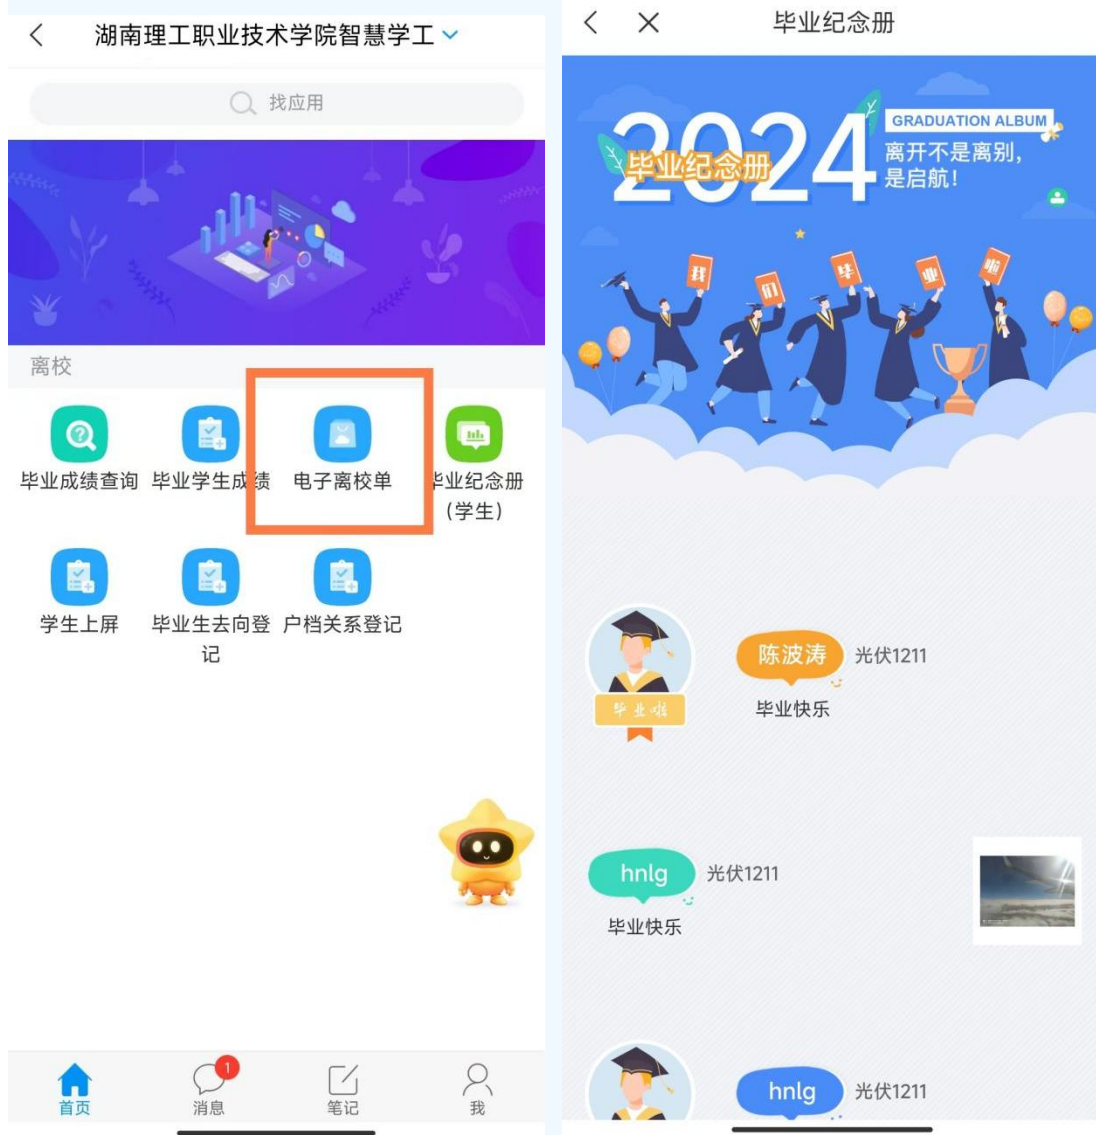 湖南理工职业技术学院智慧学工
找应用
离校
毕业成绩查询
毕业学生成绩
电子离校单
毕业纪念册
(学生)
学生上屏
毕业生去向登
记
户档关系登记
1
首页
消息
笔记
我
毕业纪念册
2024
毕业纪念册
GRADUATION ALBUM
离开不是离别,
是启航!
我们毕业啦
毕业啦
陈波涛
光伏1211
毕业快乐
hnlg
光伏1211
毕业快乐
hnlg
光伏1211